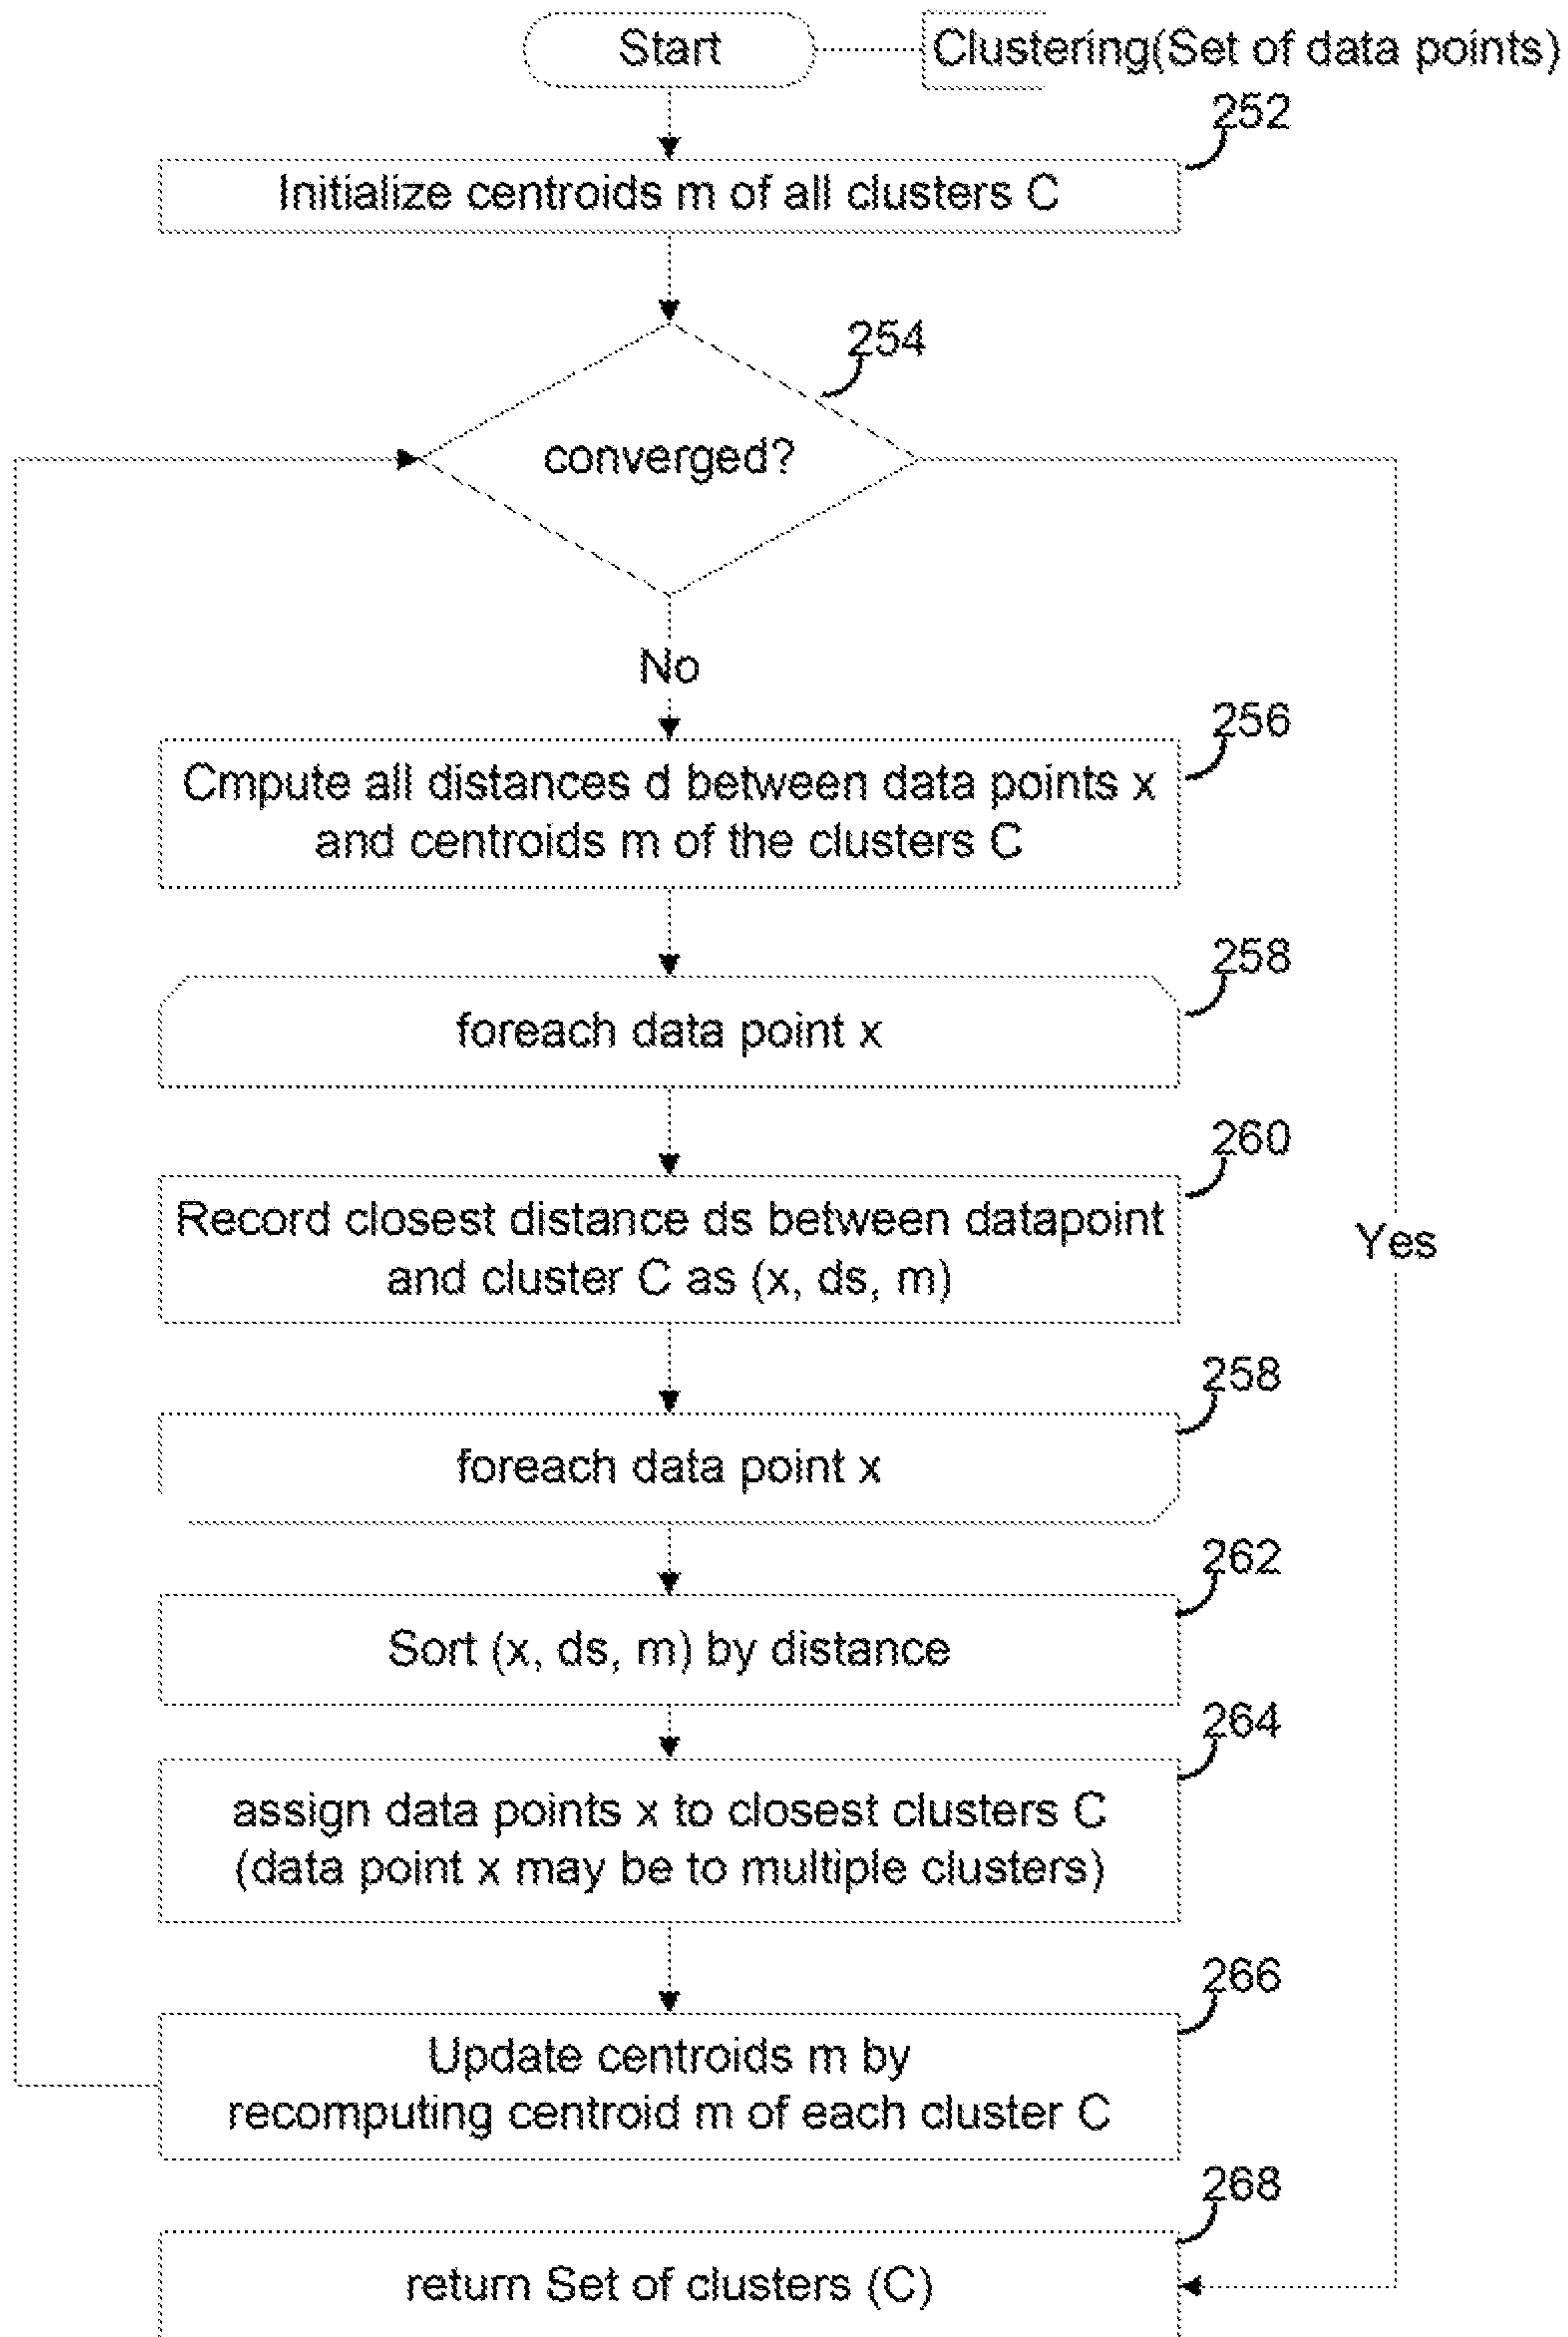 Start
Clustering(Set of data points)
252
Initialize centroids m of all clusters C
254
converged?
No
256
Cmpute all distances d between data points x
and centroids m of the clusters C
258
foreach data point x
260
Record closest distance ds between datapoint
and cluster C as (x, ds, m)
Yes
258
foreach data point x
262
Sort (x, ds, m) by distance
264
assign data points x to closest clusters C
(data point x may be to multiple clusters)
266
Update centroids m by
recomputing centroid m of each cluster C
268
return Set of clusters (C)